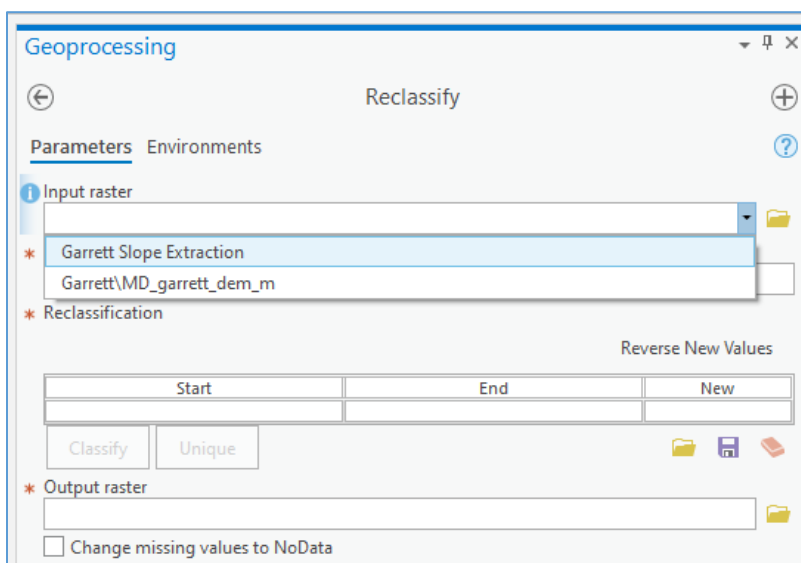 Geoprocessing
Reclassify
Parameters Environments
Input raster
Garrett Slope Extraction
* Garrett\MD_garrett_dem_m
* Reclassification
Reverse New Values
Start End New
Classify Unique
* Output raster
Change missing values to NoData